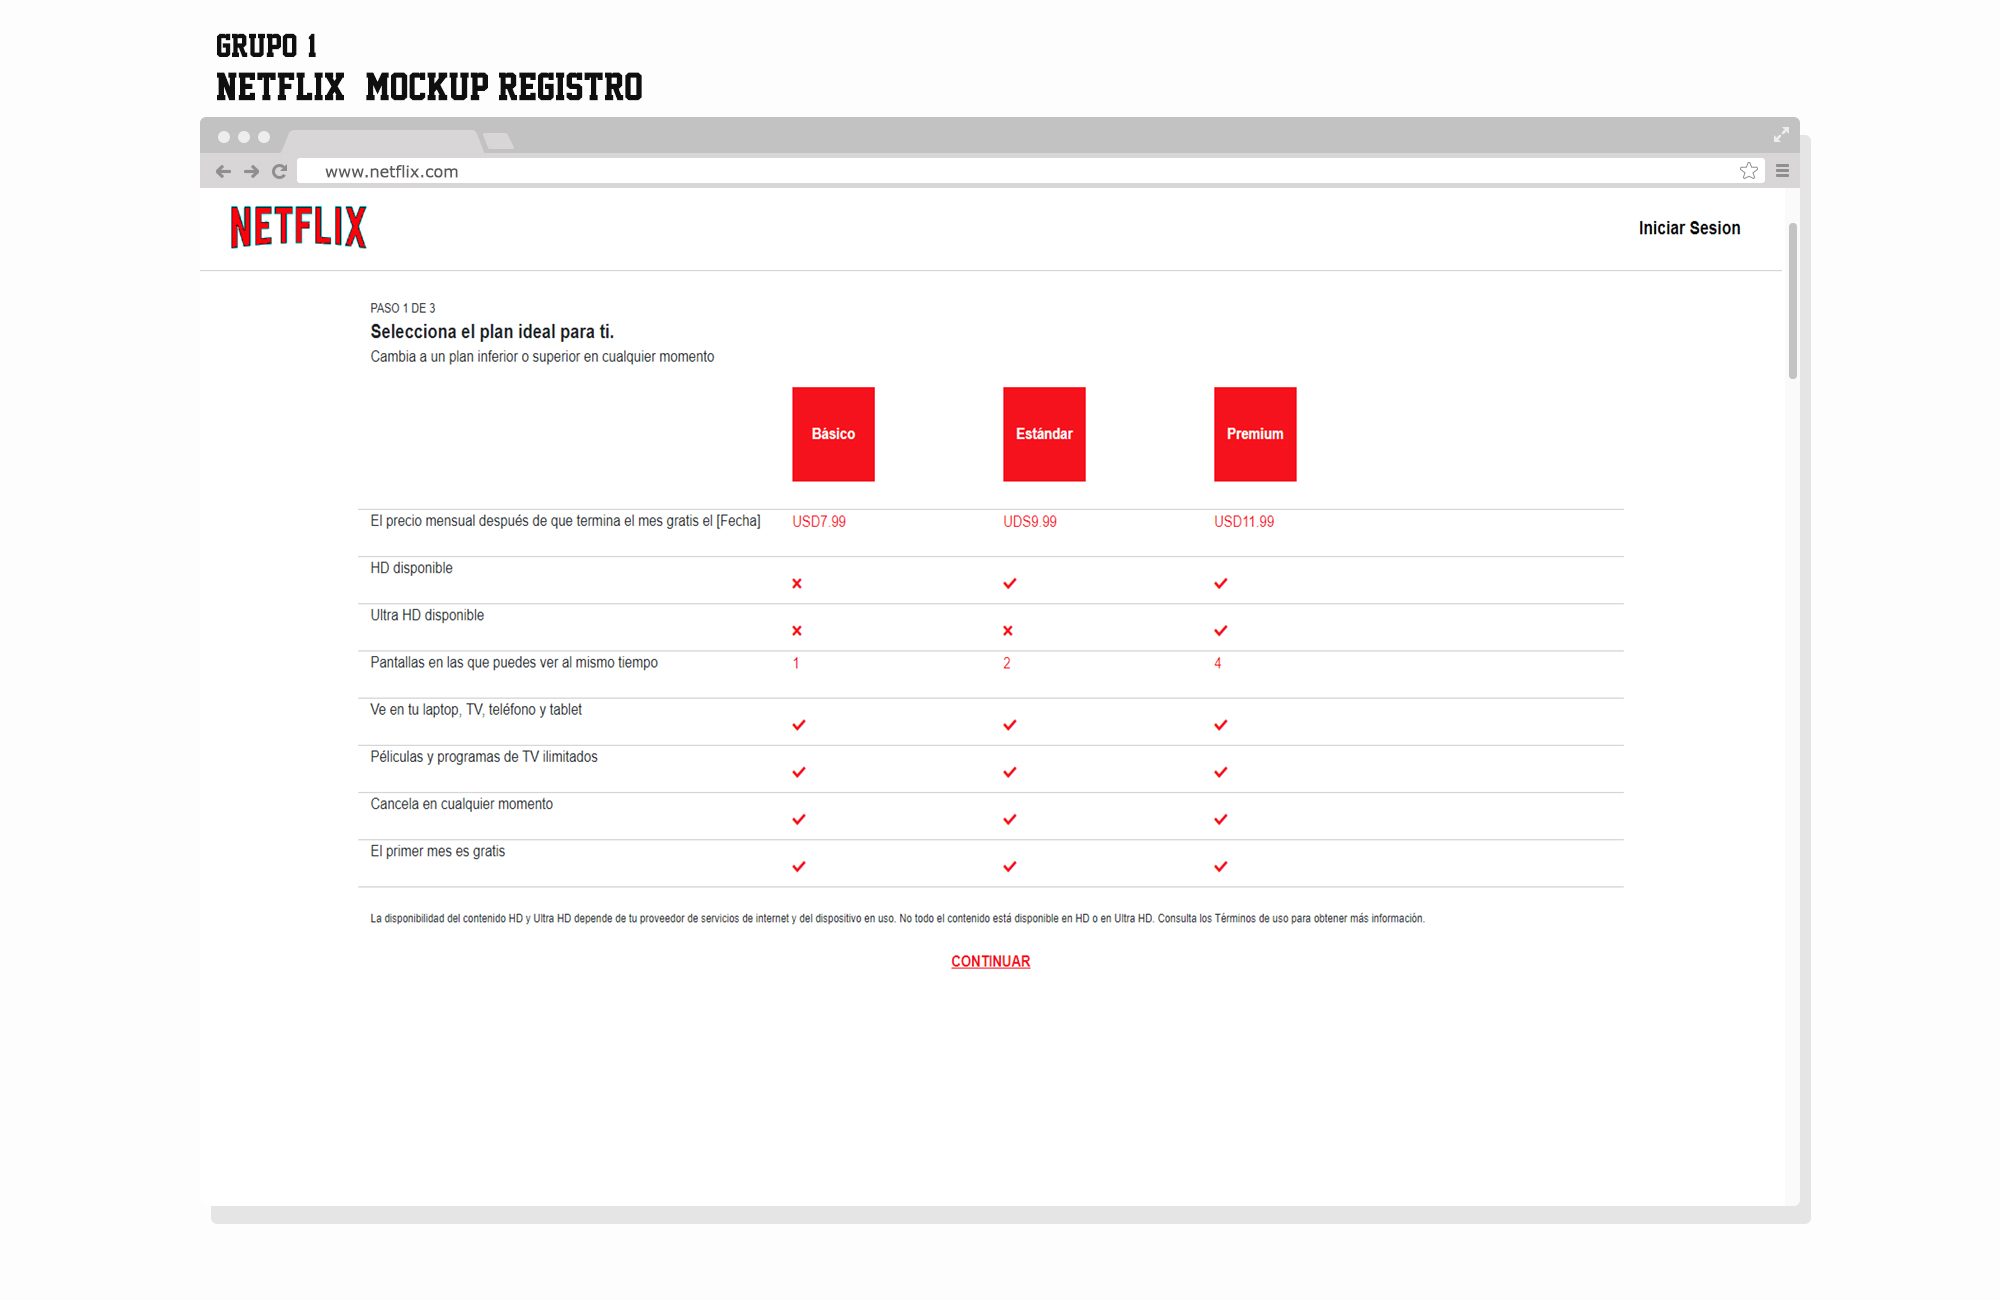 GRUPO 1
NETFLIX MOCKUP REGISTRO
www.netflix.com
NETFLIX
Iniciar Sesion
PASO 1 DE 3
Selecciona el plan ideal para ti.
Cambia a un plan inferior o superior en cualquier momento
Básico Estándar Premium
El precio mensual después de que termina el mes gratis el [Fecha] USD7.99 UDS9.99 USD11.99
HD disponible
Ultra HD disponible
Pantallas en las que puedes ver al mismo tiempo 1 2 4
Ve en tu laptop, TV, teléfono y tablet
Péliculas y programas de TV ilimitados
Cancela en cualquier momento
El primer mes es gratis
La disponibilidad del contenido HD y Ultra HD depende de tu proveedor de servicios de internet y del dispositivo en uso. No todo el contenido está disponible en HD o en Ultra HD. Consulta los Términos de uso para obtener más información.
CONTINUAR